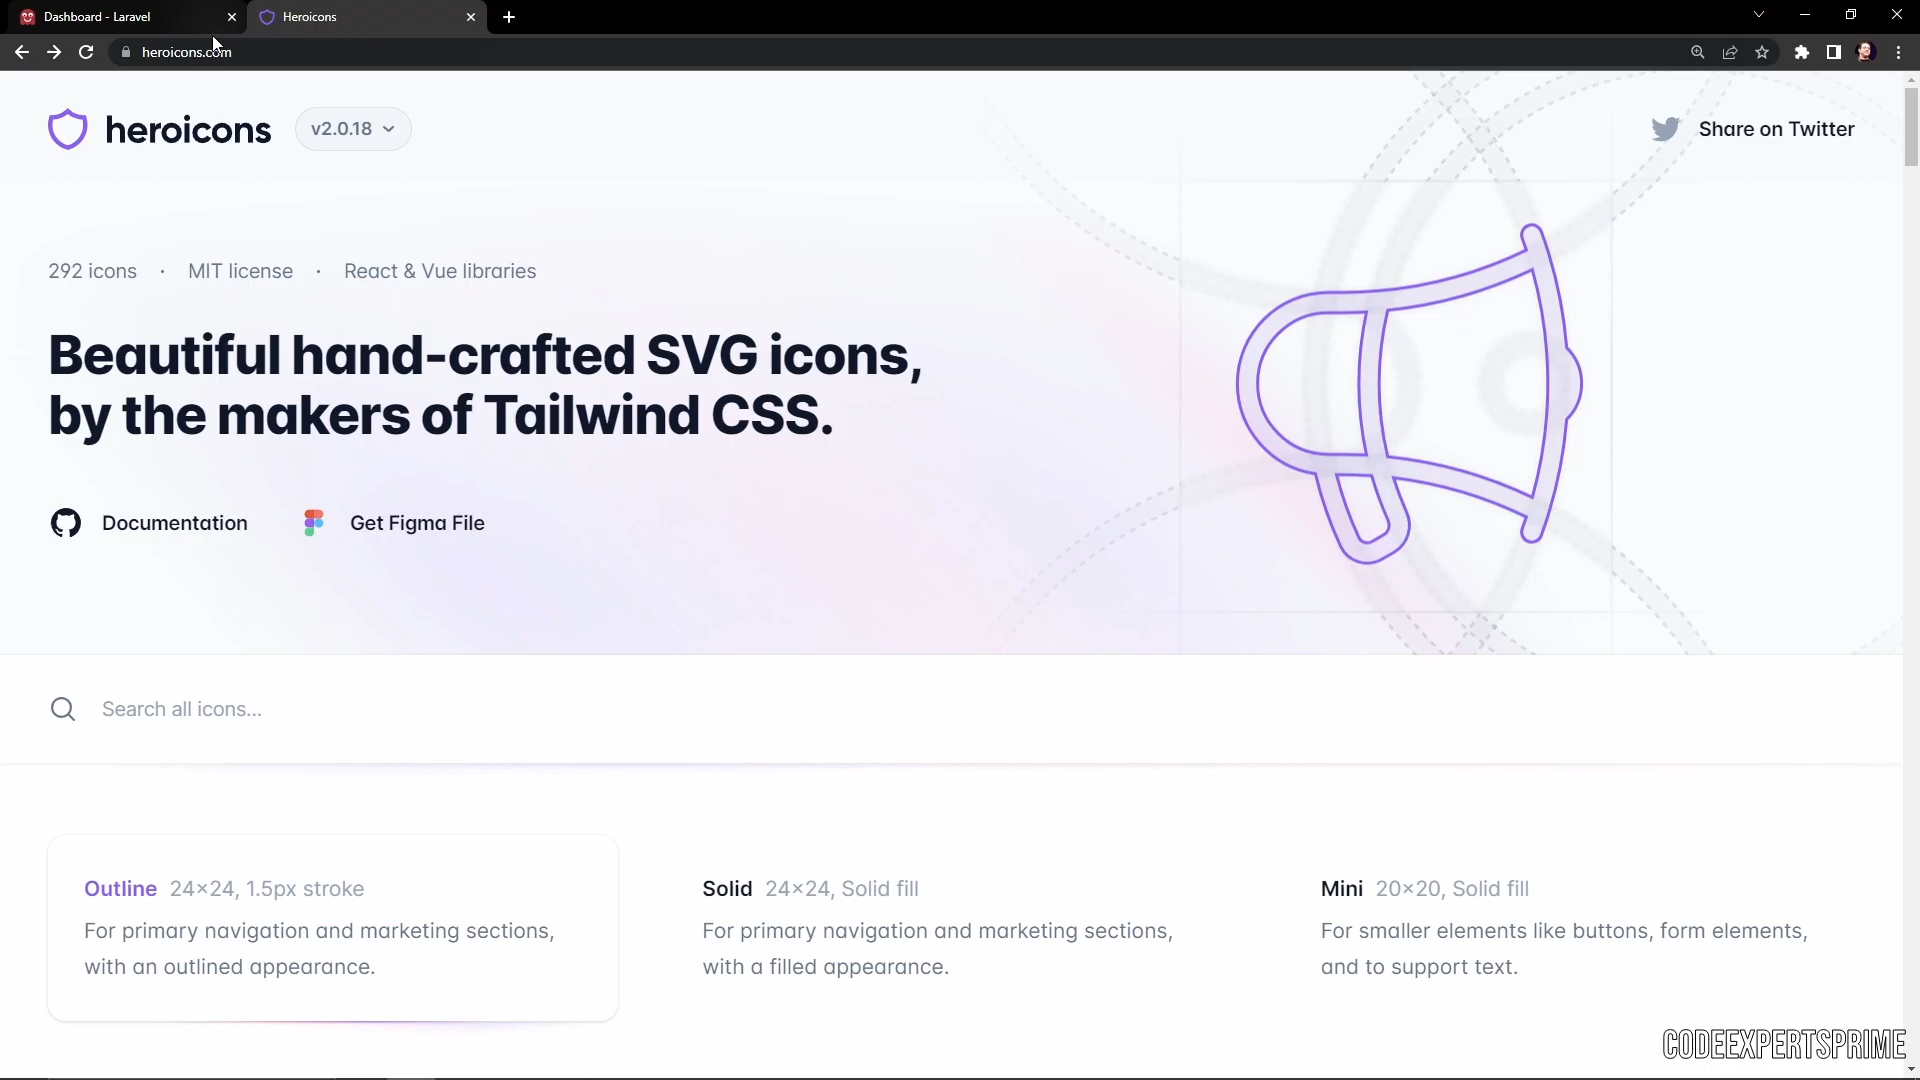 Dashboard - Laravel
Heroicons
heroicons.com
heroicons
v2.0.18
Share on Twitter
292 icons · MIT license · React & Vue libraries
Beautiful hand-crafted SVG icons,
by the makers of Tailwind CSS.
Documentation
Get Figma File
Search all icons...
Outline 24×24, 1.5px stroke
For primary navigation and marketing sections,
with an outlined appearance.
Solid 24×24, Solid fill
For primary navigation and marketing sections,
with a filled appearance.
Mini 20×20, Solid fill
For smaller elements like buttons, form elements,
and to support text.
CODEEXPERTSPRIME